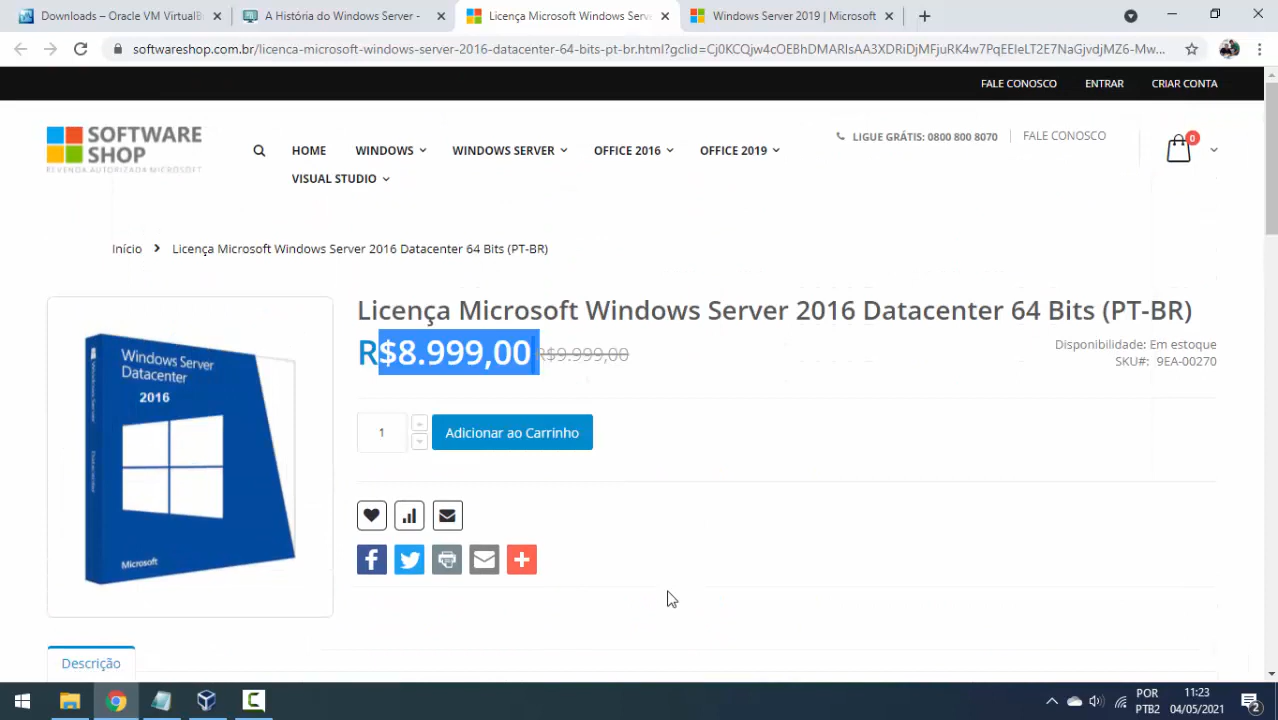 Downloads – Oracle VM VirtualB
A História do Windows Server -
Licença Microsoft Windows Serv
Windows Server 2019 | Microsoft
softwareshop.com.br/licenca-microsoft-windows-server-2016-datacenter-64-bits-pt-br.html?gclid=Cj0KCQjw4cOEBhDMARIsAA3XDRiDjMFjuRK4w7PqEEleLT2E7NaGjvdjMZ6-Mw...
FALE CONOSCO ENTRAR CRIAR CONTA
SOFTWARE
SHOP
REVENDA AUTORIZADA MICROSOFT
HOME WINDOWS WINDOWS SERVER OFFICE 2016 OFFICE 2019
VISUAL STUDIO
LIGUE GRÁTIS: 0800 800 8070 FALE CONOSCO
0
Início Licença Microsoft Windows Server 2016 Datacenter 64 Bits (PT-BR)
Windows Server
Datacenter
2016
Windows Server
Datacenter
Microsoft
Licença Microsoft Windows Server 2016 Datacenter 64 Bits (PT-BR)
R$8.999,00 R$9.999,00
Disponibilidade: Em estoque
SKU#: 9EA-00270
1 Adicionar ao Carrinho
Descrição
POR 11:23
PTB2 04/05/2021
2